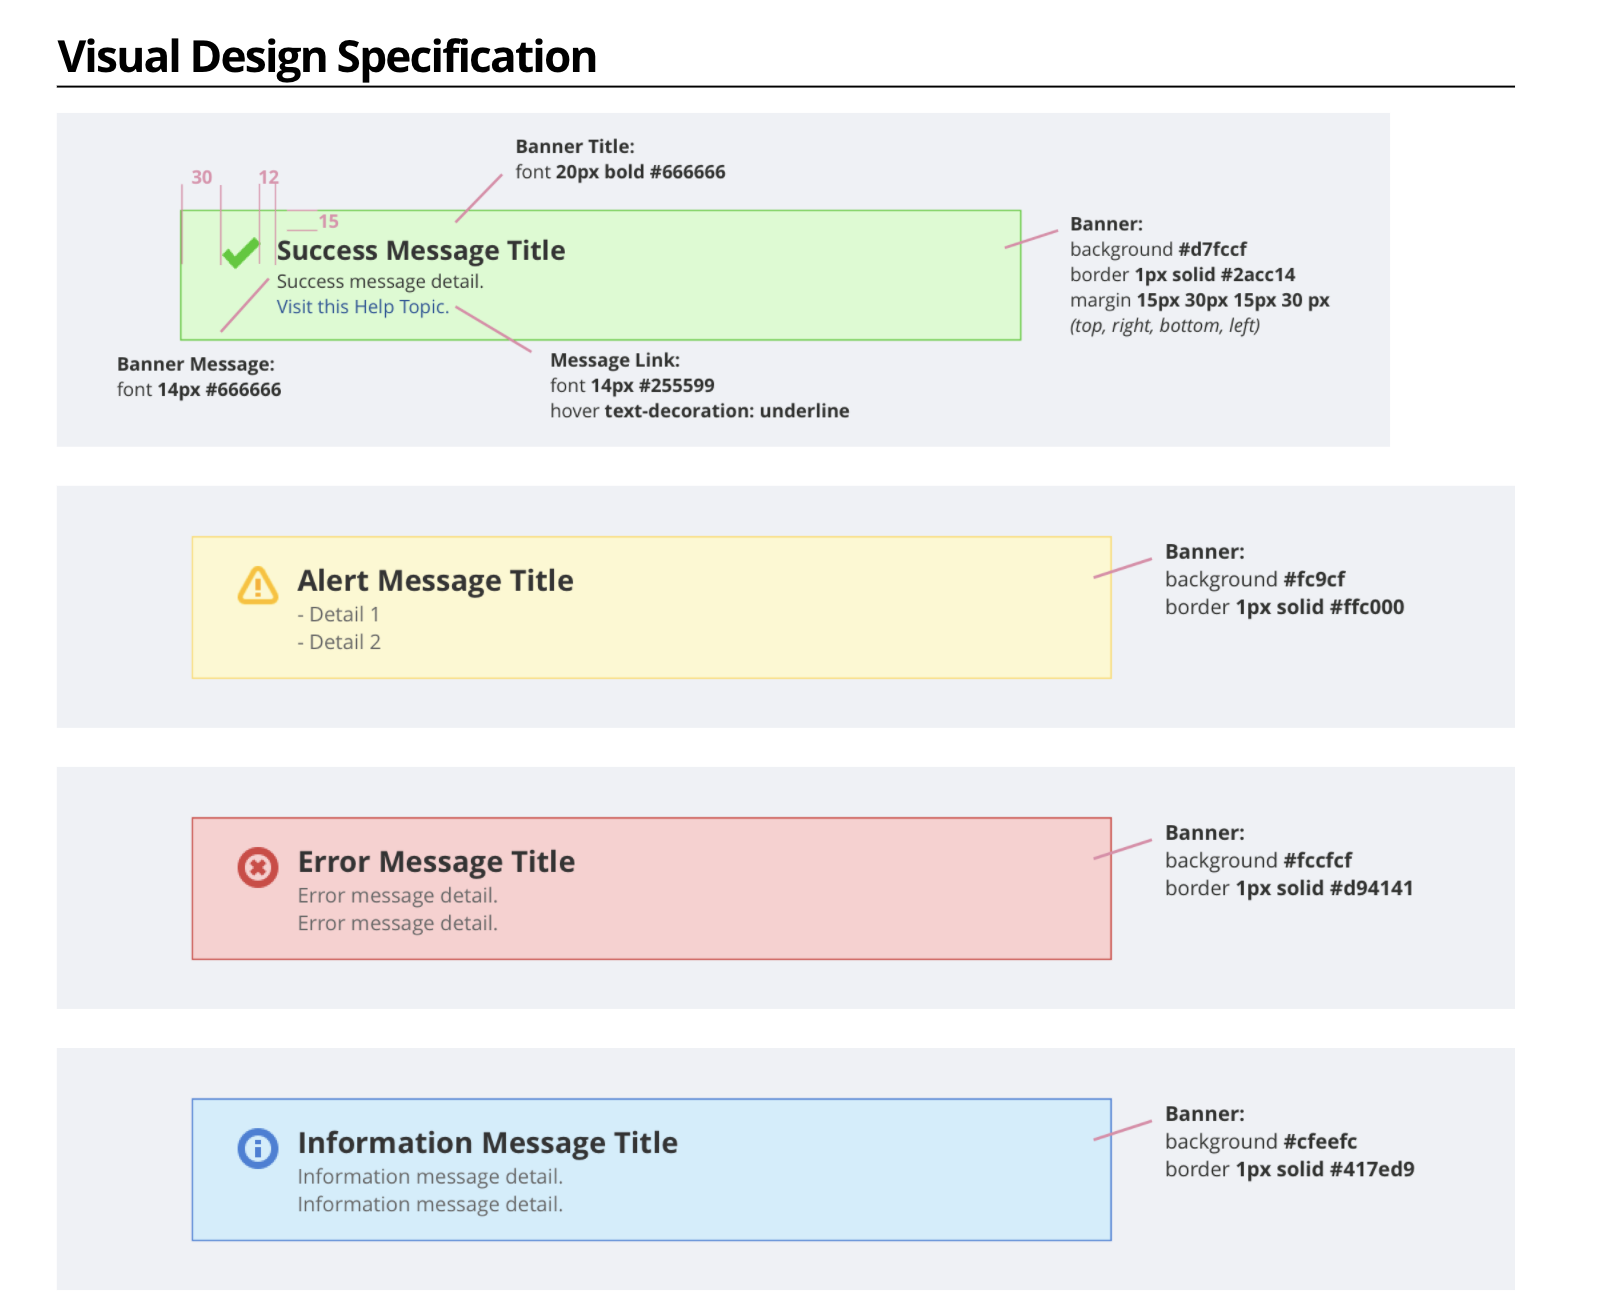 Visual Design Specification
Banner Title:
font 20px bold #666666
30
12
15
Success Message Title
Success message detail.
Visit this Help Topic.
Banner:
background #d7fccf
border 1px solid #2acc14
margin 15px 30px 15px 30 px
(top, right, bottom, left)
Banner Message:
font 14px #666666
Message Link:
font 14px #255599
hover text-decoration: underline
Alert Message Title
- Detail 1
- Detail 2
Banner:
background #fc9cf
border 1px solid #ffc000
Error Message Title
Error message detail.
Error message detail.
Banner:
background #fccfcf
border 1px solid #d94141
Information Message Title
Information message detail.
Information message detail.
Banner:
background #cfeefc
border 1px solid #417ed9